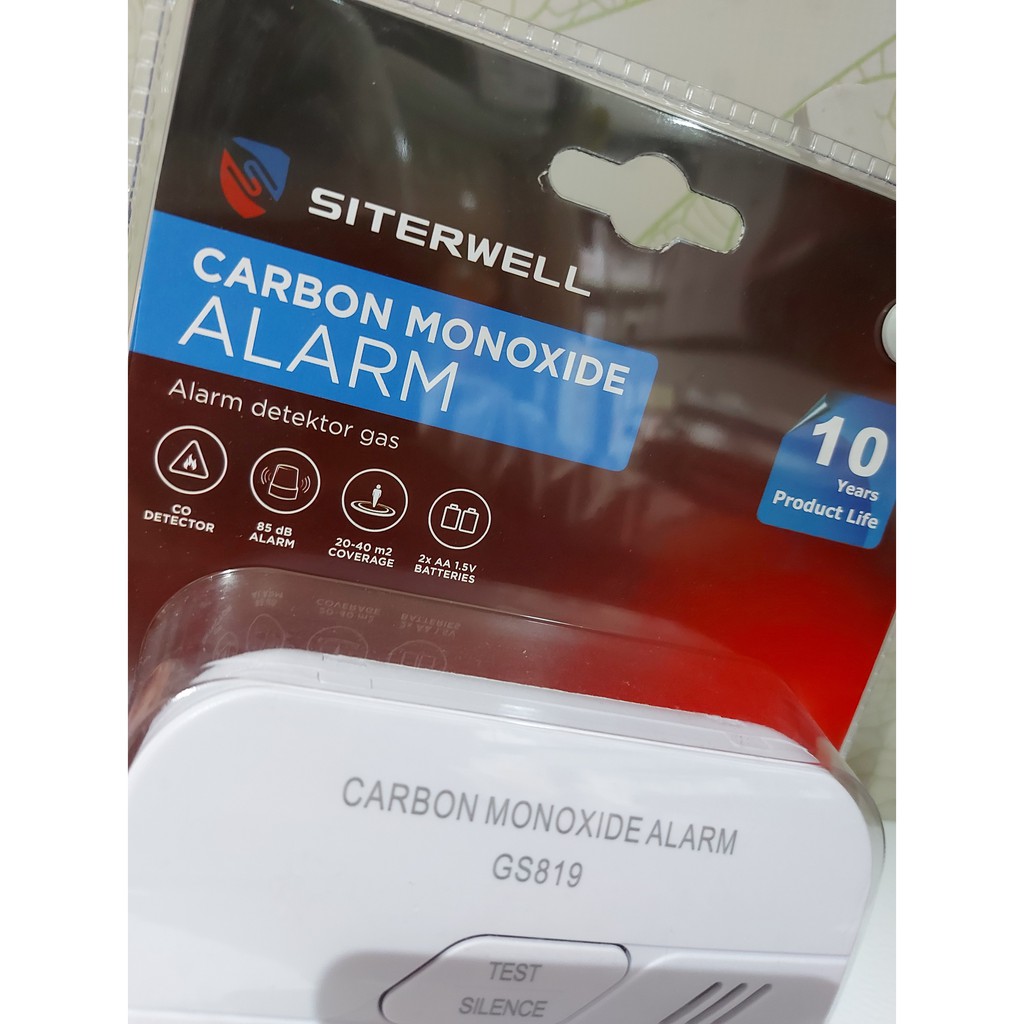 SITERWELL
CARBON MONOXIDE
ALARM
Alarm detektor gas
CO
DETECTOR
85 dB
ALARM
20-40 m2
COVERAGE
2x AA 1.5V
BATTERIES
10
Years
Product Life
CARBON MONOXIDE ALARM
GS819
TEST
SILENCE